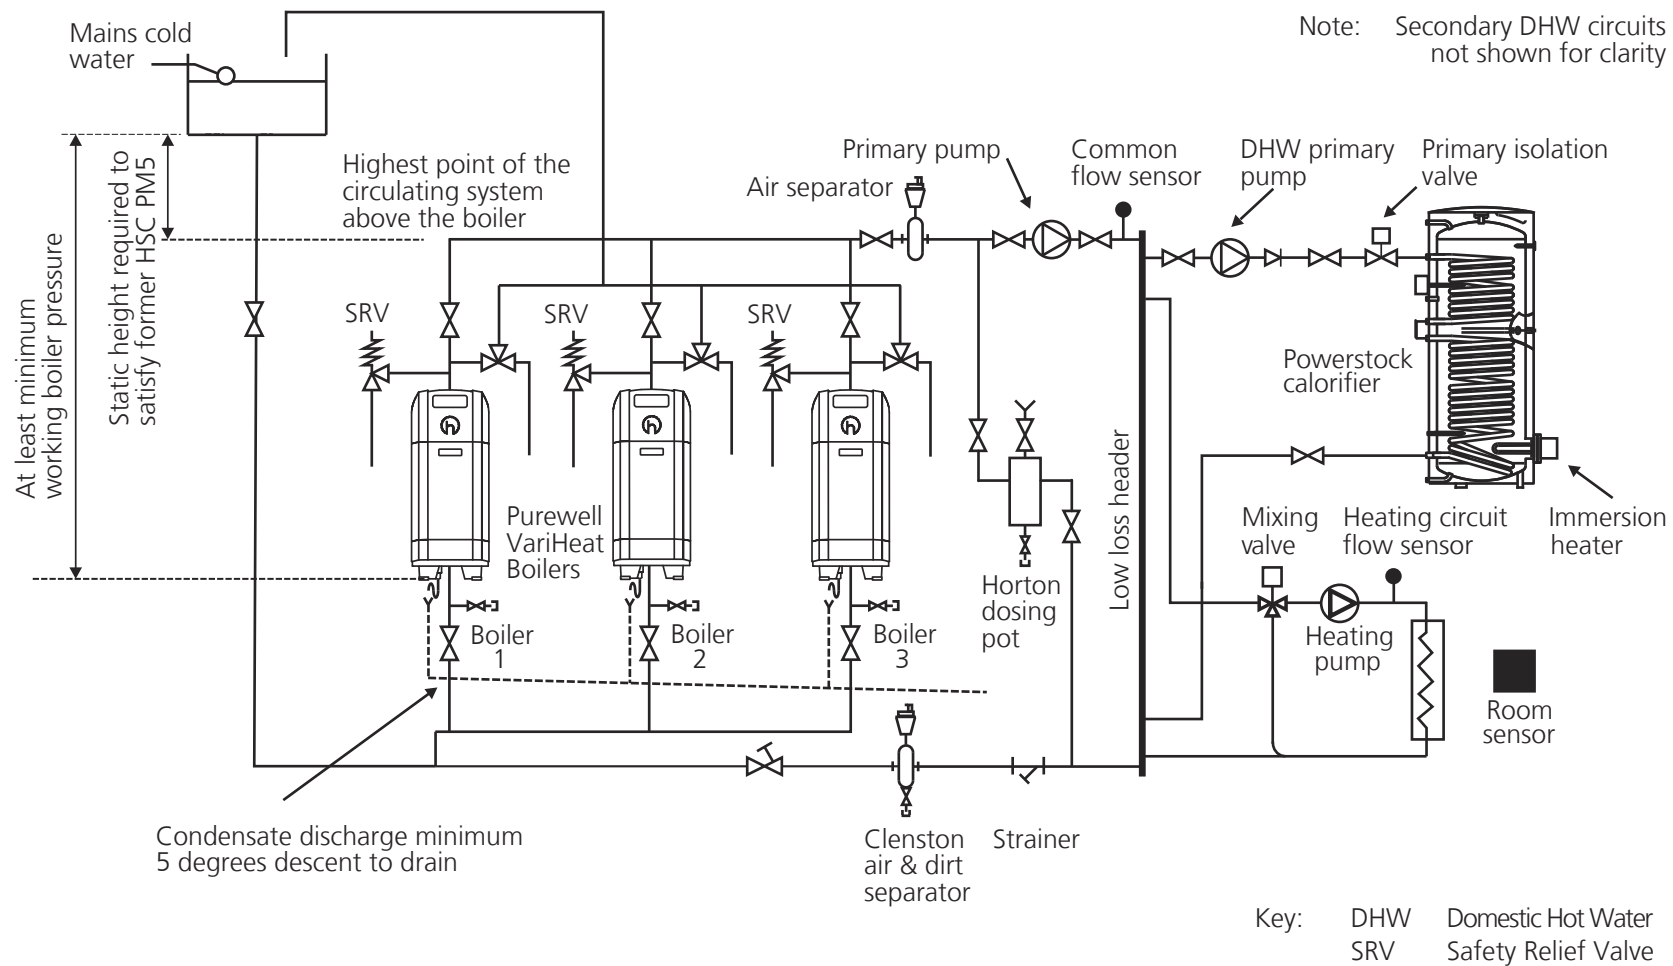 Mains cold
water
Note: Secondary DHW circuits
not shown for clarity
Highest point of the
circulating system
above the boiler
Static height required to
satisfy former HSC PM5
At least minimum
working boiler pressure
Air separator
Primary pump
Common
flow sensor
DHW primary
pump
Primary isolation
valve
SRV
SRV
SRV
Powerstock
calorifier
Purewell
VariHeat
Boilers
Low loss header
Horton
dosing
pot
Mixing
valve
Heating circuit
flow sensor
Immersion
heater
Boiler
1
Boiler
2
Boiler
3
Heating
pump
Room
sensor
Condensate discharge minimum
5 degrees descent to drain
Clenston
air & dirt
separator
Strainer
Key: DHW Domestic Hot Water
SRV Safety Relief Valve